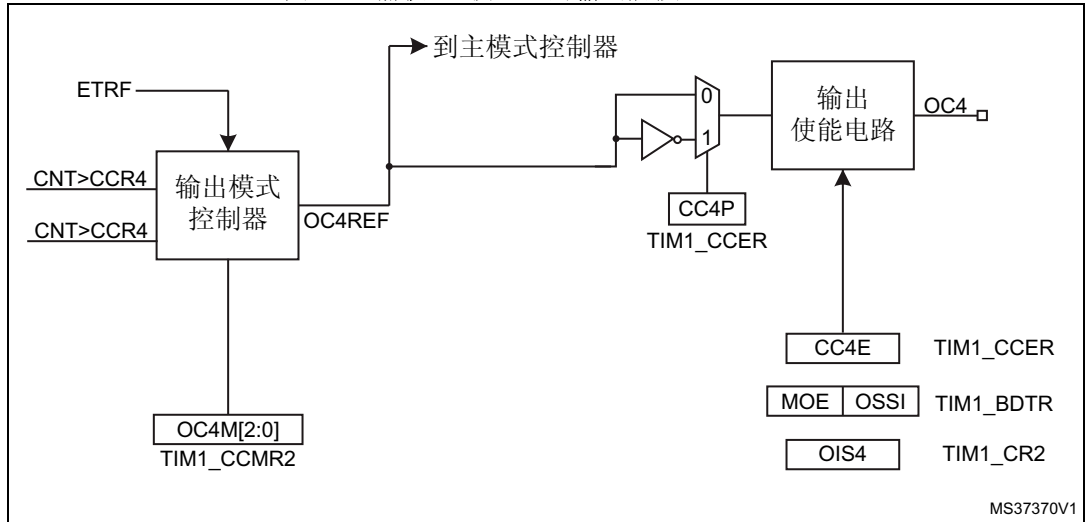 到主模式控制器
ETRF
0
1
输出
使能电路
OC4
CNT>CCR4
CNT>CCR4
输出模式
控制器
OC4REF
CC4P
TIM1_CCER
CC4E
TIM1_CCER
MOE OSSI
TIM1_BDTR
OC4M[2:0]
TIM1_CCMR2
OIS4
TIM1_CR2
MS37370V1